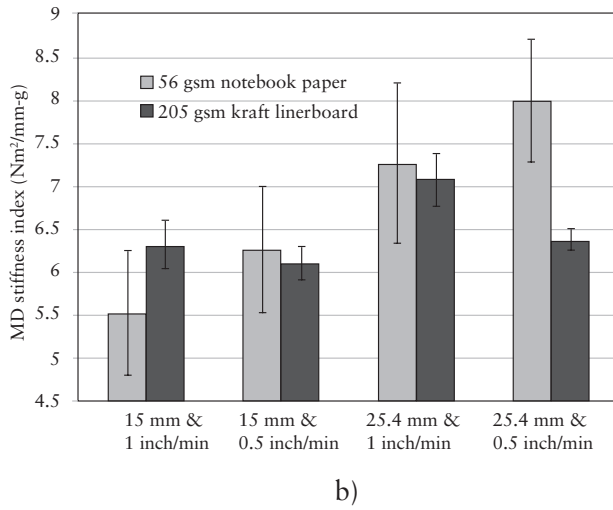 9
8.5
8
7.5
7
6.5
6
5.5
5
4.5
MD stiffness index (Nm²/mm-g)
56 gsm notebook paper
205 gsm kraft linerboard
15 mm &
1 inch/min
15 mm &
0.5 inch/min
25.4 mm &
1 inch/min
25.4 mm &
0.5 inch/min
b)